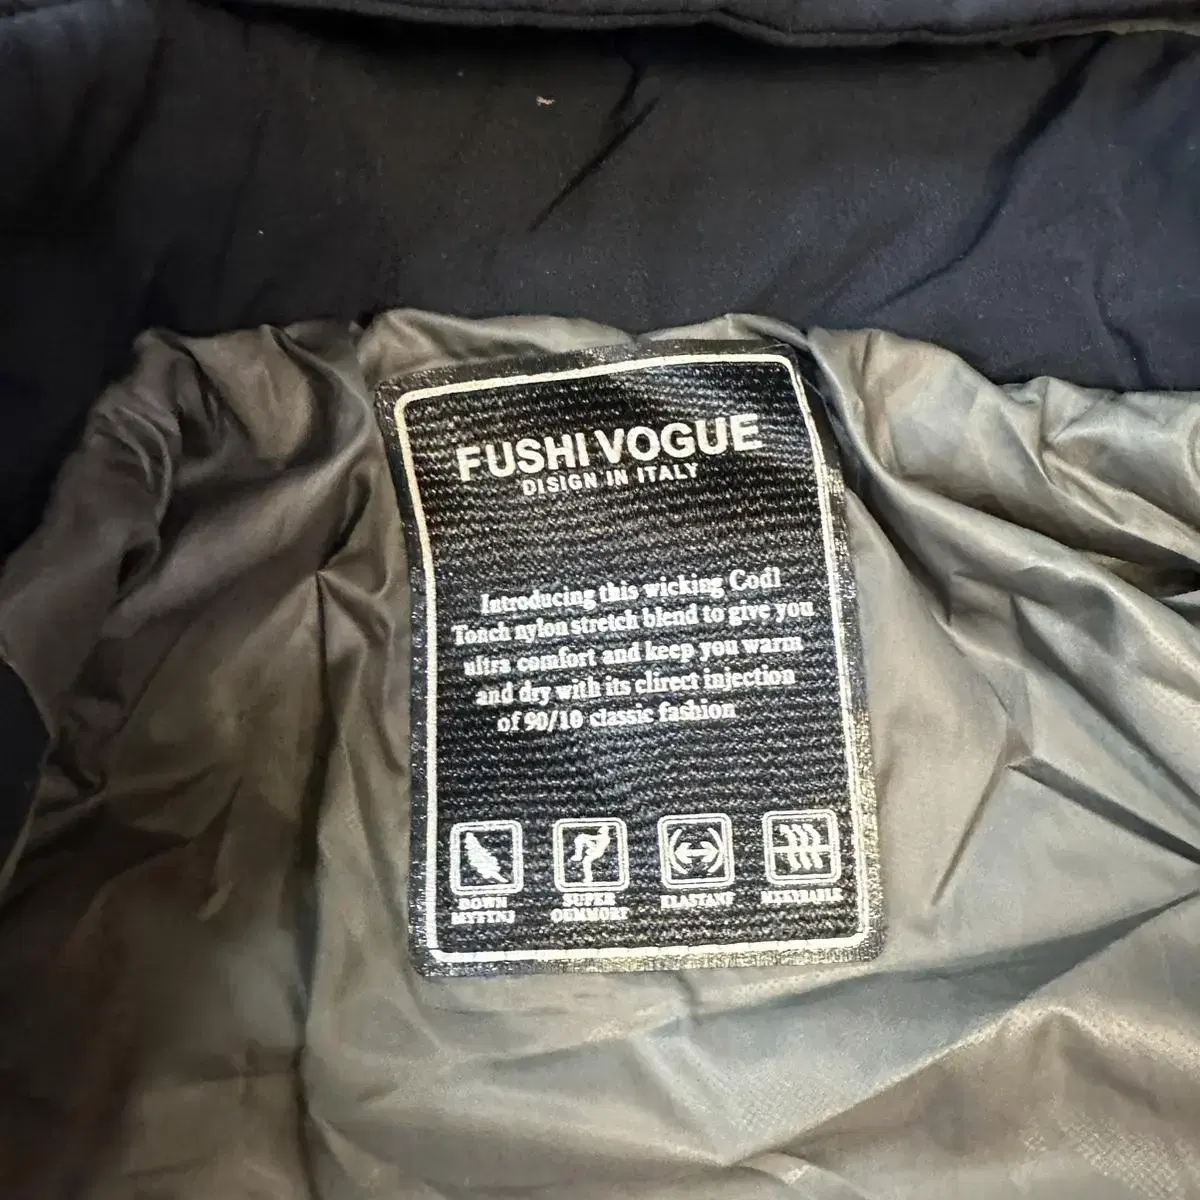 FUSHI VOGUE
DISIGN IN ITALY
Introducing this wicking Codl
Tonch nylon stretch blend to give you
ultra comfort and keep you warm
and dry with its clirect injection
of 90/10 classic fashion
DOWN SUPER ELASTANT